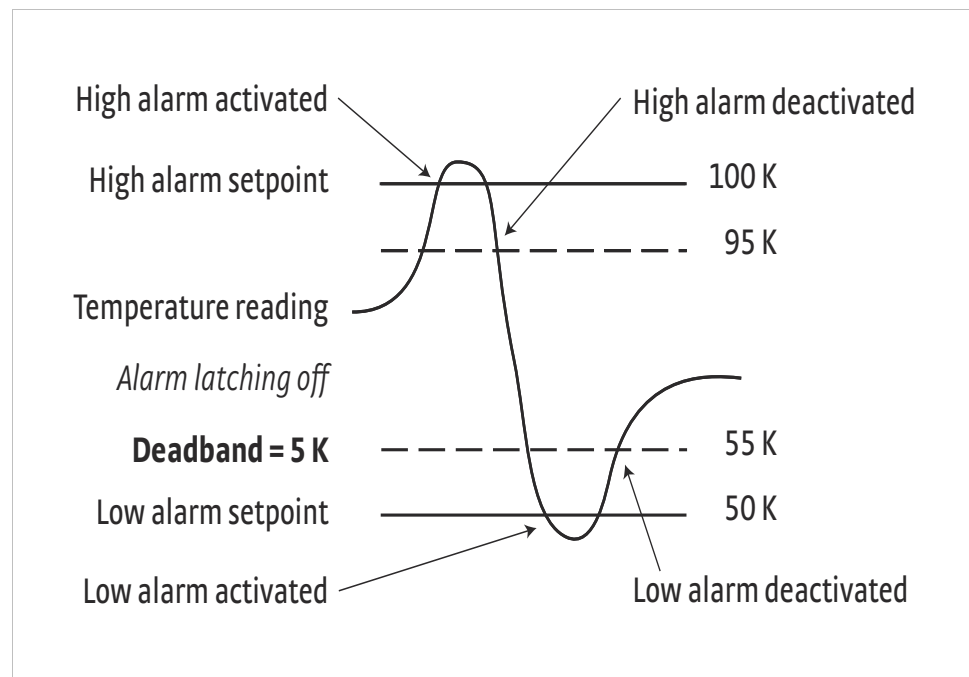 High alarm activated
High alarm deactivated
High alarm setpoint
100 K
95 K
Temperature reading
Alarm latching off
Deadband = 5 K
55 K
Low alarm setpoint
50 K
Low alarm activated
Low alarm deactivated